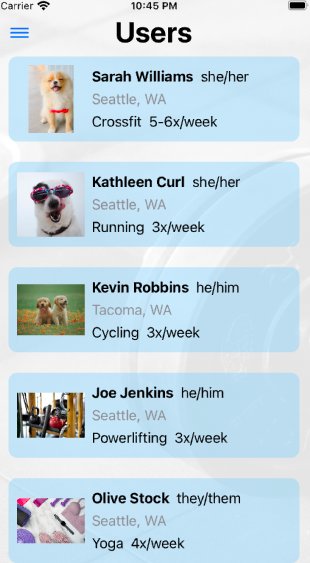 Carrier 10:45 PM
Users
Sarah Williams she/her
Seattle, WA
Crossfit 5-6x/week
Kathleen Curl she/her
Seattle, WA
Running 3x/week
Kevin Robbins he/him
Tacoma, WA
Cycling 3x/week
Joe Jenkins he/him
Seattle, WA
Powerlifting 3x/week
Olive Stock they/them
Seattle, WA
Yoga 4x/week